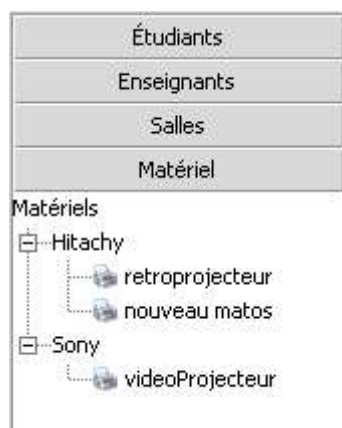 Étudiants
Enseignants
Salles
Matériel
Matériels
Hitachy
retroprojecteur
nouveau matos
Sony
videoProjecteur